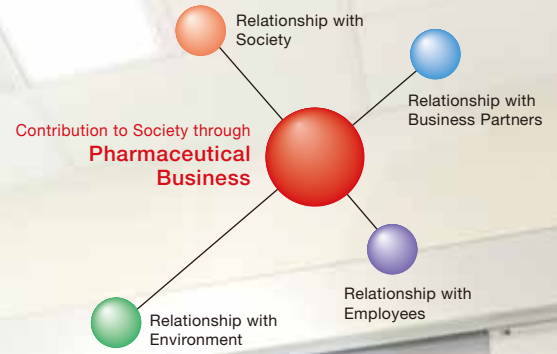 Relationship with
Society
Relationship with
Business Partners
Contribution to Society through
Pharmaceutical
Business
Relationship with
Employees
Relationship with
Environment